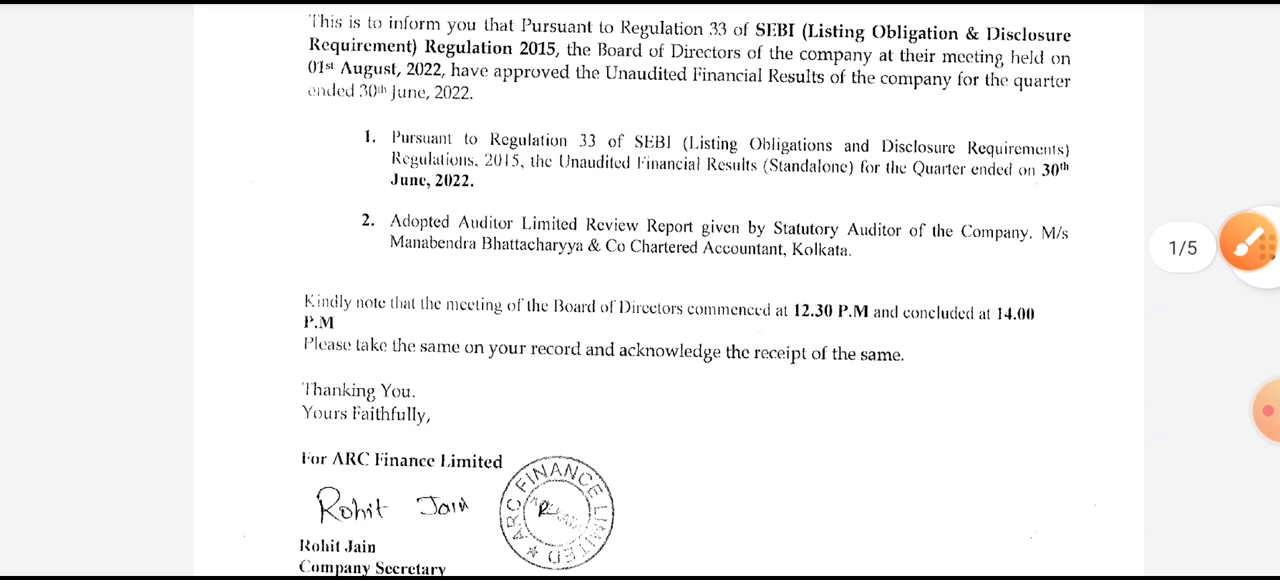 This is to inform you that Pursuant to Regulation 33 of SEBI (Listing Obligation & Disclosure
Requirement) Regulation 2015, the Board of Directors of the company at their meeting held on
01st August, 2022, have approved the Unaudited Financial Results of the company for the quarter
ended 30th June, 2022.
1. Pursuant to Regulation 33 of SEBI (Listing Obligations and Disclosure Requirements)
Regulations, 2015, the Unaudited Financial Results (Standalone) for the Quarter ended on 30th
June, 2022.
2. Adopted Auditor Limited Review Report given by Statutory Auditor of the Company. M/s
Manabendra Bhattacharyya & Co Chartered Accountant, Kolkata.
1/5
Kindly note that the meeting of the Board of Directors commenced at 12.30 P.M and concluded at 14.00
P.M
Please take the same on your record and acknowledge the receipt of the same.
Thanking You.
Yours Faithfully,
For ARC Finance Limited
Rohit Jain
ARC FINANCE LIMITED
Rohit Jain
Company Secretary